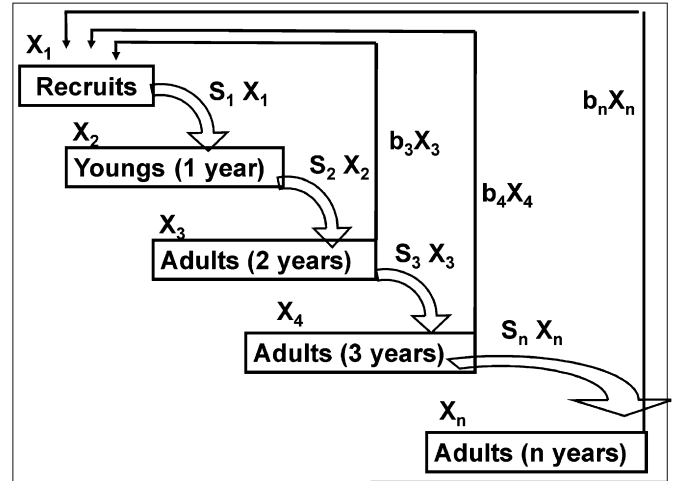 X₁
Recruits
S₁ X₁
bₙXₙ
X₂
b₃X₃
Youngs (1 year)
S₂ X₂
b₄X₄
X₃
Adults (2 years)
S₃ X₃
X₄
Adults (3 years)
Sₙ Xₙ
Xₙ
Adults (n years)